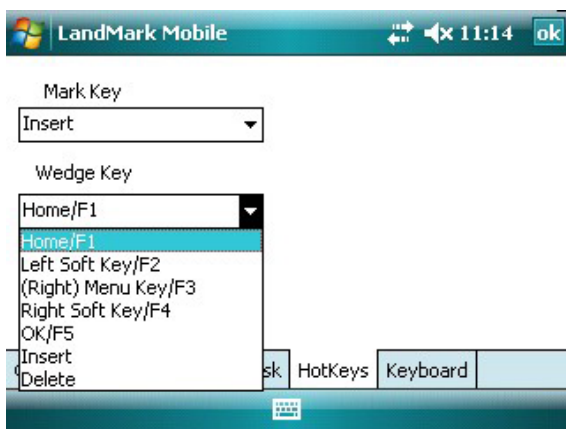 LandMark Mobile 11:14 ok
Mark Key
Insert
Wedge Key
Home/F1
Home/F1
Left Soft Key/F2
(Right) Menu Key/F3
Right Soft Key/F4
OK/F5
Insert
Delete
sk HotKeys Keyboard